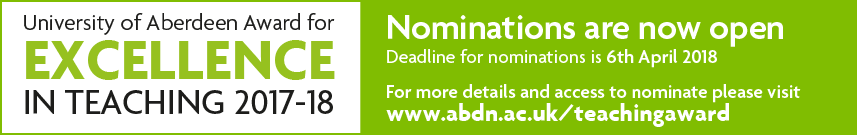 University of Aberdeen Award for
EXCELLENCE
IN TEACHING 2017-18
Nominations are now open
Deadline for nominations is 6th April 2018
For more details and access to nominate please visit
www.abdn.ac.uk/teachingaward